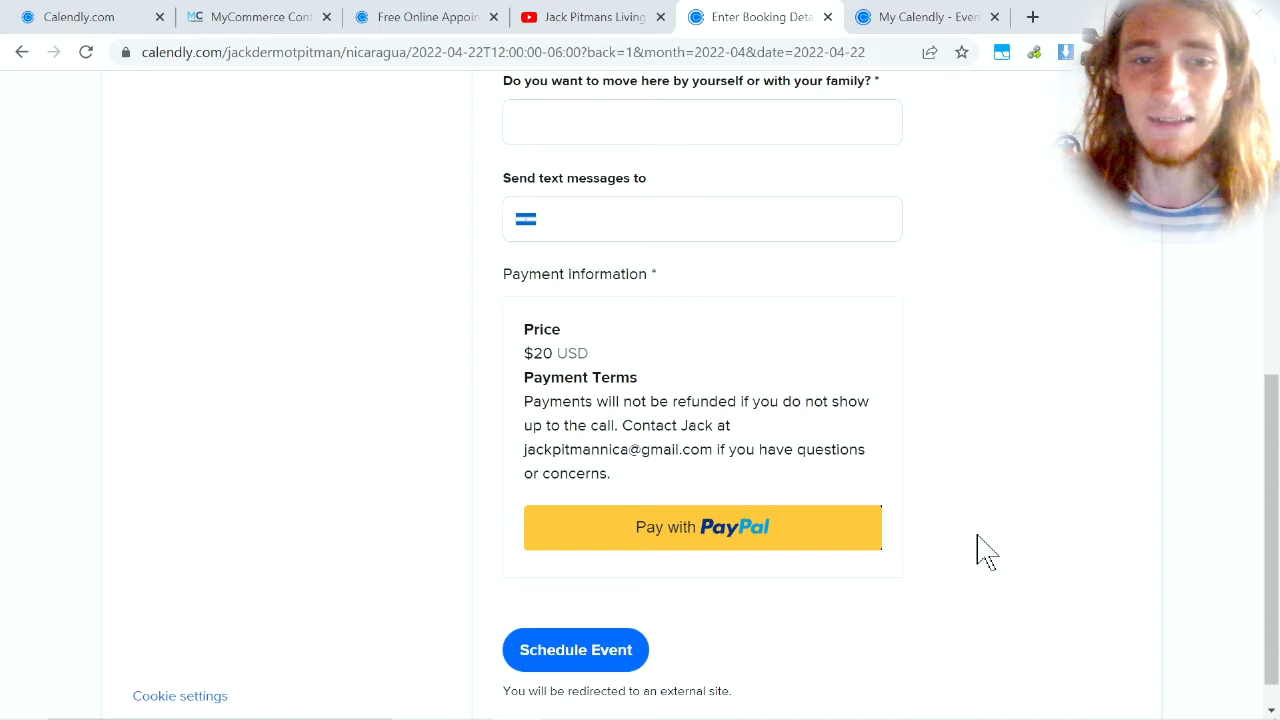 Calendly.com
MyCommerce Cont
Free Online Appoin
Jack Pitmans Living
Enter Booking Deta
My Calendly - Even
calendly.com/jackdermotpitman/nicaragua/2022-04-22T12:00:00-06:00?back=1&month=2022-04&date=2022-04-22
Do you want to move here by yourself or with your family? *
Send text messages to
Payment information *
Price
$20 USD
Payment Terms
Payments will not be refunded if you do not show
up to the call. Contact Jack at
jackpitmannica@gmail.com if you have questions
or concerns.
Pay with PayPal
Schedule Event
You will be redirected to an external site.
Cookie settings